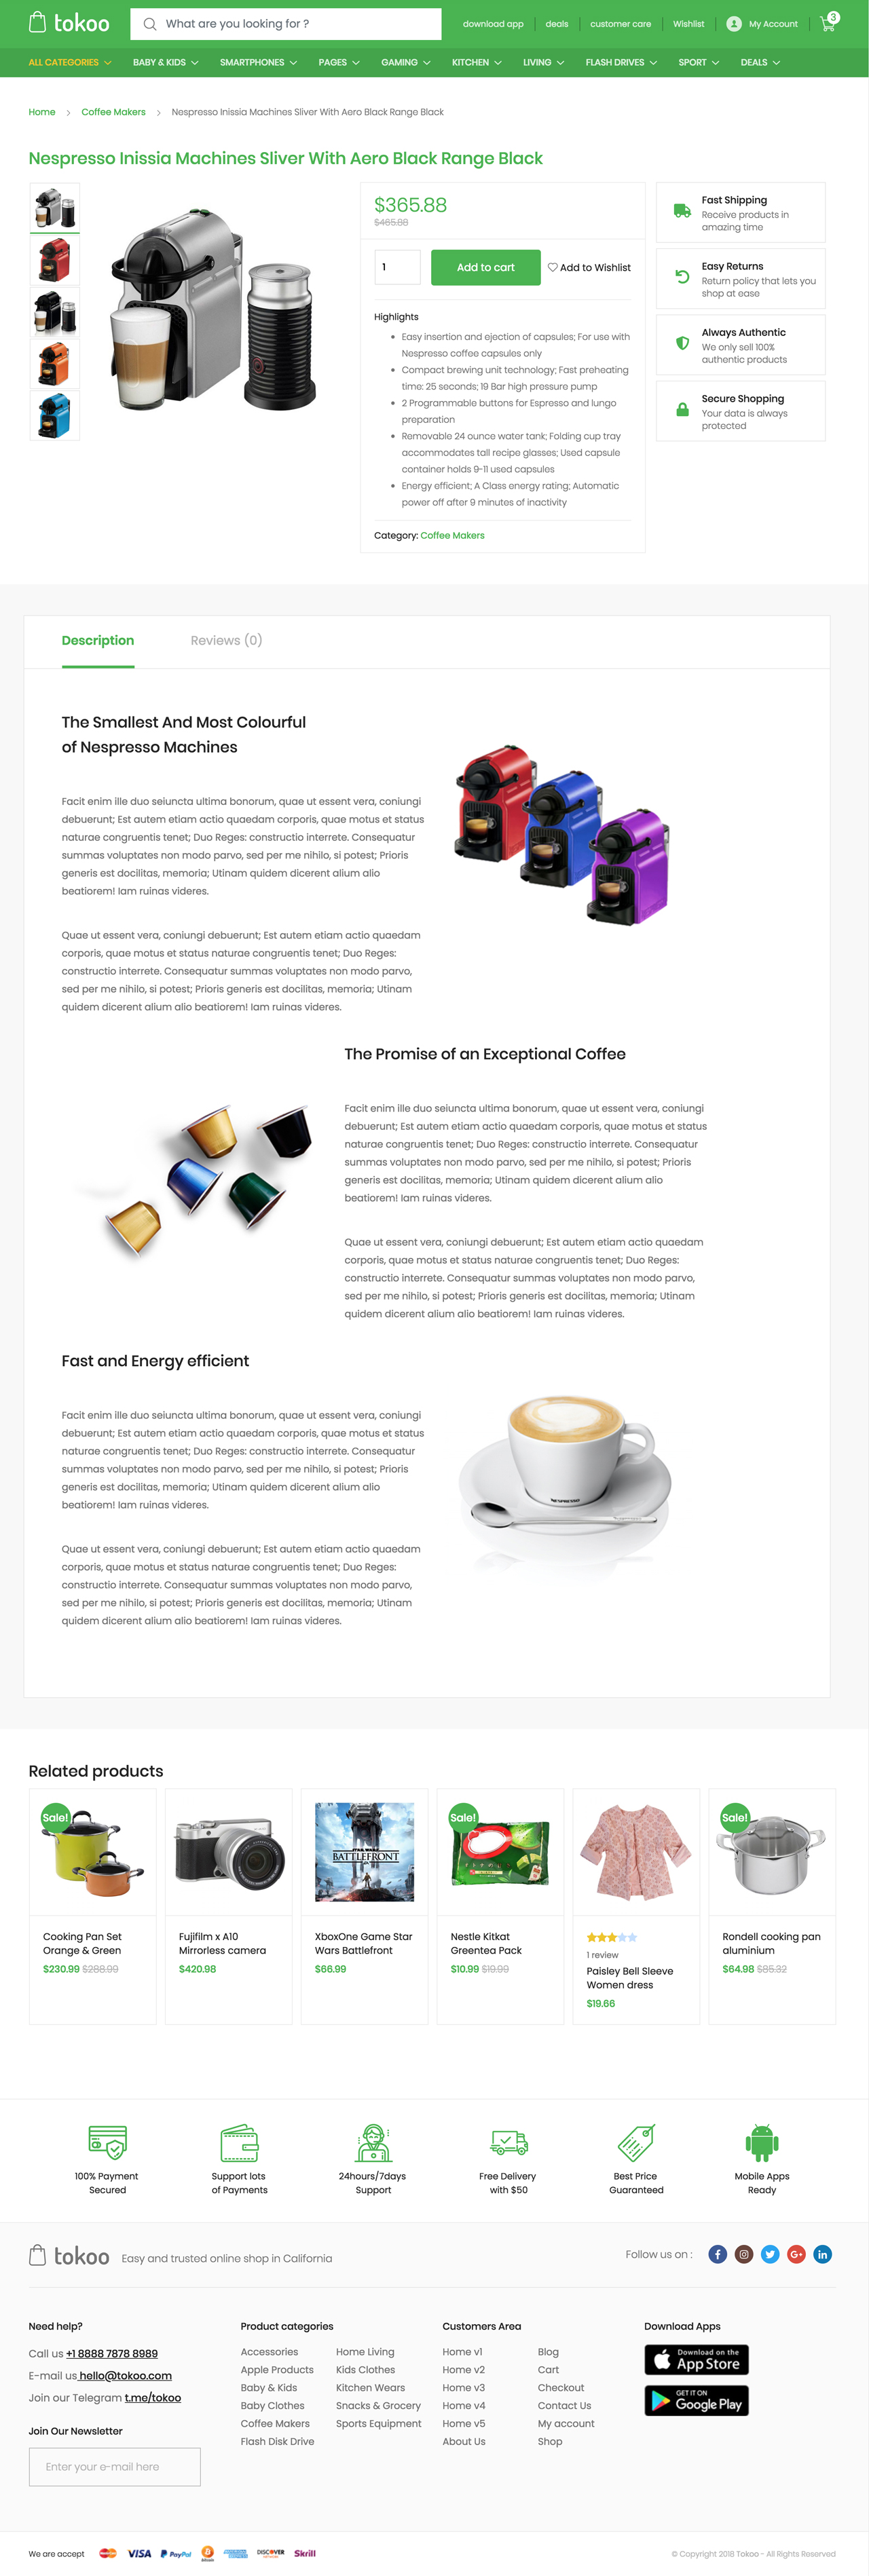 tokoo
What are you looking for ?
download app
deals
customer care
Wishlist
My Account
3
ALL CATEGORIES
BABY & KIDS
SMARTPHONES
PAGES
GAMING
KITCHEN
LIVING
FLASH DRIVES
SPORT
DEALS
Home > Coffee Makers > Nespresso Inissia Machines Sliver With Aero Black Range Black
Nespresso Inissia Machines Sliver With Aero Black Range Black
$365.88
$465.88
1
Add to cart
Add to Wishlist
Highlights
• Easy insertion and ejection of capsules; For use with
Nespresso coffee capsules only
• Compact brewing unit technology; Fast preheating
time: 25 seconds; 19 Bar high pressure pump
• 2 Programmable buttons for Espresso and lungo
preparation
• Removable 24 ounce water tank; Folding cup tray
accommodates tall recipe glasses; Used capsule
container holds 9-11 used capsules
• Energy efficient; A Class energy rating; Automatic
power off after 9 minutes of inactivity
Category: Coffee Makers
Fast Shipping
Receive products in
amazing time
Easy Returns
Return policy that lets you
shop at ease
Always Authentic
We only sell 100%
authentic products
Secure Shopping
Your data is always
protected
Description
Reviews (0)
The Smallest And Most Colourful
of Nespresso Machines
Facit enim ille duo seiuncta ultima bonorum, quae ut essent vera, coniungi
debuerunt; Est autem etiam actio quaedam corporis, quae motus et status
naturae congruentis tenet; Duo Reges: constructio interrete. Consequatur
summas voluptates non modo parvo, sed per me nihilo, si potest; Prioris
generis est docilitas, memoria; Utinam quidem dicerent alium alio
beatiorem! Iam ruinas videres.
Quae ut essent vera, coniungi debuerunt; Est autem etiam actio quaedam
corporis, quae motus et status naturae congruentis tenet; Duo Reges:
constructio interrete. Consequatur summas voluptates non modo parvo,
sed per me nihilo, si potest; Prioris generis est docilitas, memoria; Utinam
quidem dicerent alium alio beatiorem! Iam ruinas videres.
The Promise of an Exceptional Coffee
Facit enim ille duo seiuncta ultima bonorum, quae ut essent vera, coniungi
debuerunt; Est autem etiam actio quaedam corporis, quae motus et status
naturae congruentis tenet; Duo Reges: constructio interrete. Consequatur
summas voluptates non modo parvo, sed per me nihilo, si potest; Prioris
generis est docilitas, memoria; Utinam quidem dicerent alium alio
beatiorem! Iam ruinas videres.
Quae ut essent vera, coniungi debuerunt; Est autem etiam actio quaedam
corporis, quae motus et status naturae congruentis tenet; Duo Reges:
constructio interrete. Consequatur summas voluptates non modo parvo,
sed per me nihilo, si potest; Prioris generis est docilitas, memoria; Utinam
quidem dicerent alium alio beatiorem! Iam ruinas videres.
Fast and Energy efficient
Facit enim ille duo seiuncta ultima bonorum, quae ut essent vera, coniungi
debuerunt; Est autem etiam actio quaedam corporis, quae motus et status
naturae congruentis tenet; Duo Reges: constructio interrete. Consequatur
summas voluptates non modo parvo, sed per me nihilo, si potest; Prioris
generis est docilitas, memoria; Utinam quidem dicerent alium alio
beatiorem! Iam ruinas videres.
Quae ut essent vera, coniungi debuerunt; Est autem etiam actio quaedam
corporis, quae motus et status naturae congruentis tenet; Duo Reges:
constructio interrete. Consequatur summas voluptates non modo parvo,
sed per me nihilo, si potest; Prioris generis est docilitas, memoria; Utinam
quidem dicerent alium alio beatiorem! Iam ruinas videres.
NESPRESSO
Related products
Sale!
Cooking Pan Set
Orange & Green
$230.99 $288.99
Fujifilm x A10
Mirrorless camera
$420.98
STAR WARS
BATTLEFRONT
XboxOne Game Star
Wars Battlefront
$66.99
Sale!
Nestle Kitkat
Greentea Pack
$10.99 $19.99
1 review
Paisley Bell Sleeve
Women dress
$19.66
Sale!
Rondell cooking pan
aluminium
$64.98 $85.32
100% Payment
Secured
Support lots
of Payments
24hours/7days
Support
Free Delivery
with $50
Best Price
Guaranteed
Mobile Apps
Ready
tokoo
Easy and trusted online shop in California
Follow us on :
Need help?
Call us +1 8888 7878 8989
E-mail us hello@tokoo.com
Join our Telegram t.me/tokoo
Join Our Newsletter
Enter your e-mail here
Product categories
Accessories
Apple Products
Baby & Kids
Baby Clothes
Coffee Makers
Flash Disk Drive
Home Living
Kids Clothes
Kitchen Wears
Snacks & Grocery
Sports Equipment
Customers Area
Home v1
Home v2
Home v3
Home v4
Home v5
About Us
Blog
Cart
Checkout
Contact Us
My account
Shop
Download Apps
Download on the
App Store
GET IT ON
Google Play
We are accept
VISA
PayPal
Bitcoin
AMERICAN EXPRESS
DISCOVER
Skrill
© Copyright 2018 Tokoo - All Rights Reserved